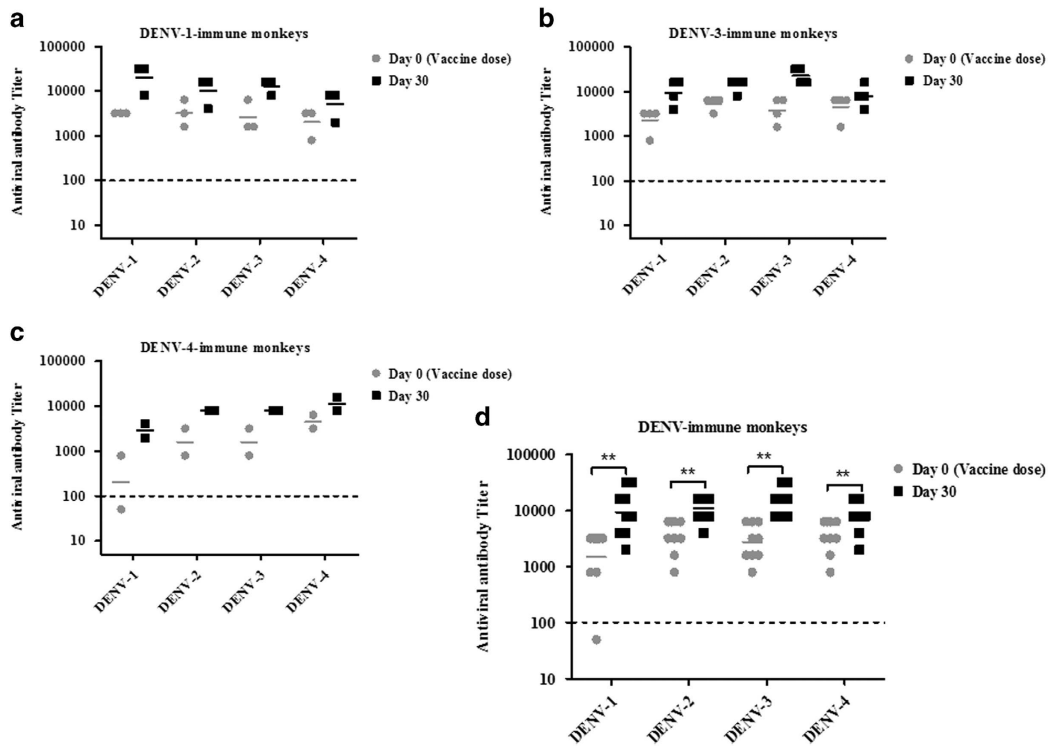 a
DENV-1-immune monkeys
Antiviral antibody Titer
100000
10000
1000
100
10
DENV-1
DENV-2
DENV-3
DENV-4
Day 0 (Vaccine dose)
Day 30
b
DENV-3-immune monkeys
Antiviral antibody Titer
100000
10000
1000
100
10
DENV-1
DENV-2
DENV-3
DENV-4
Day 0 (Vaccine dose)
Day 30
c
DENV-4-immune monkeys
Antiviral antibody Titer
100000
10000
1000
100
10
DENV-1
DENV-2
DENV-3
DENV-4
Day 0 (Vaccine dose)
Day 30
d
DENV-immune monkeys
Antiviral antibody Titer
100000
10000
1000
100
10
**
**
**
**
DENV-1
DENV-2
DENV-3
DENV-4
Day 0 (Vaccine dose)
Day 30